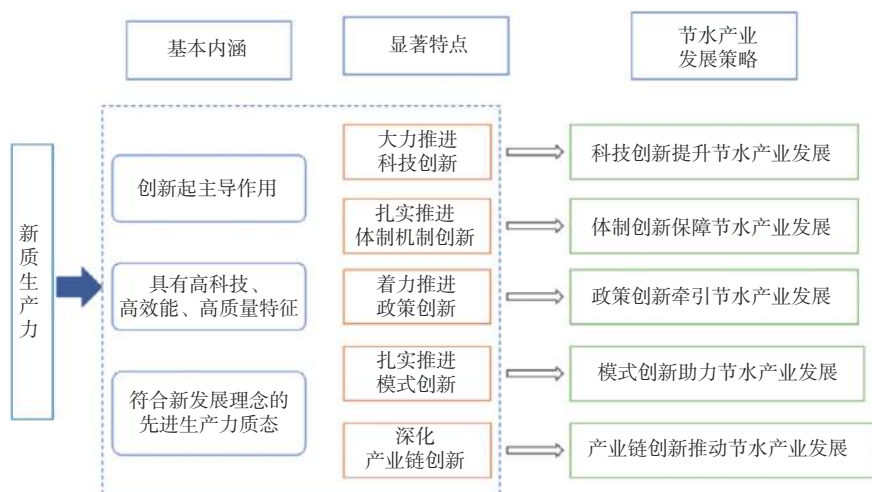 基本内涵
显著特点
节水产业
发展策略
新质生产力
创新起主导作用
具有高科技、
高效能、高质量特征
符合新发展理念的
先进生产力质态
大力推进
科技创新
扎实推进
体制机制创新
着力推进
政策创新
扎实推进
模式创新
深化
产业链创新
科技创新提升节水产业发展
体制创新保障节水产业发展
政策创新牵引节水产业发展
模式创新助力节水产业发展
产业链创新推动节水产业发展